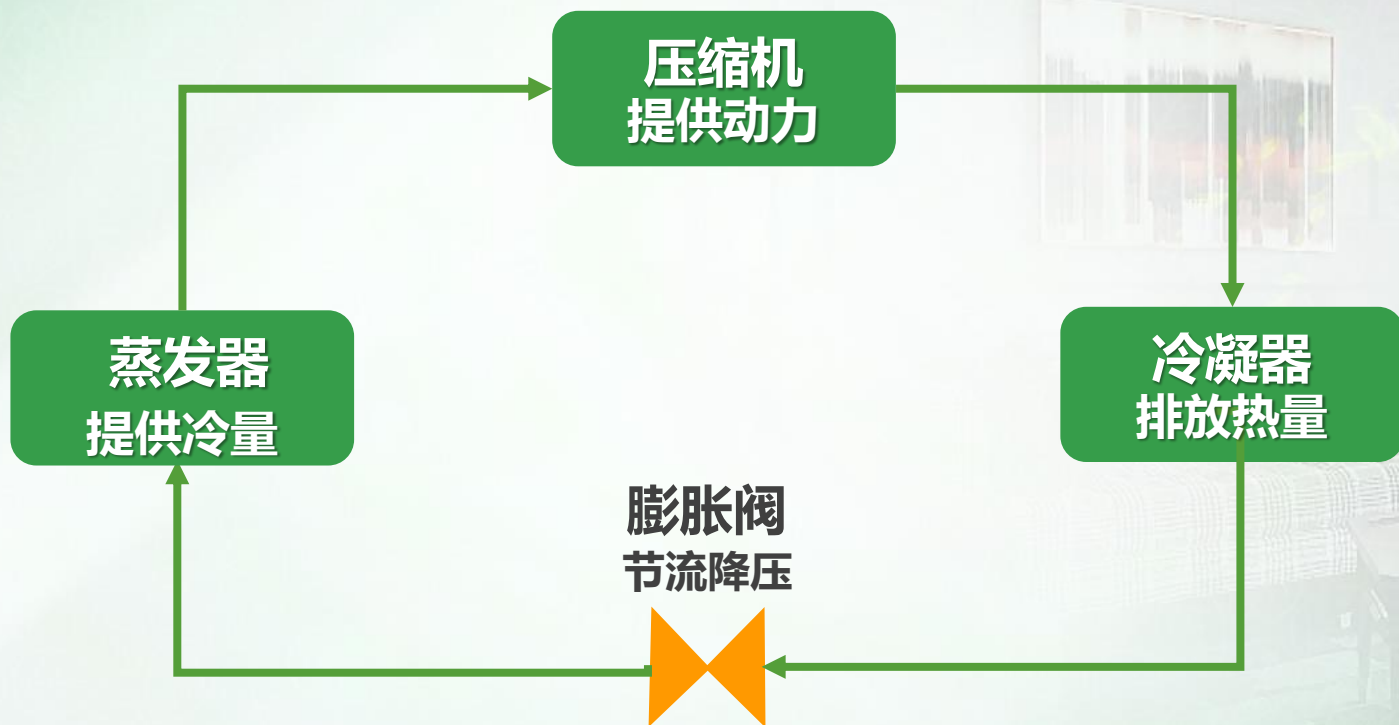 压缩机
提供动力
蒸发器
提供冷量
冷凝器
排放热量
膨胀阀
节流降压